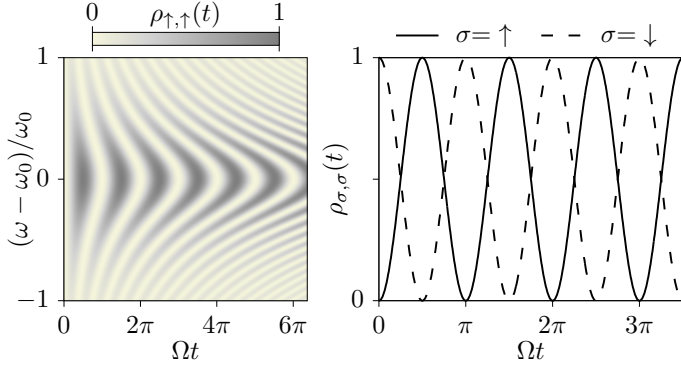 ρ↑,↑(t)
0 1
1
0
−1
(ω − ω0)/ω0
0 2π 4π 6π
Ωt
σ= ↑ σ= ↓
1
0
ρσ,σ(t)
0 π 2π 3π
Ωt